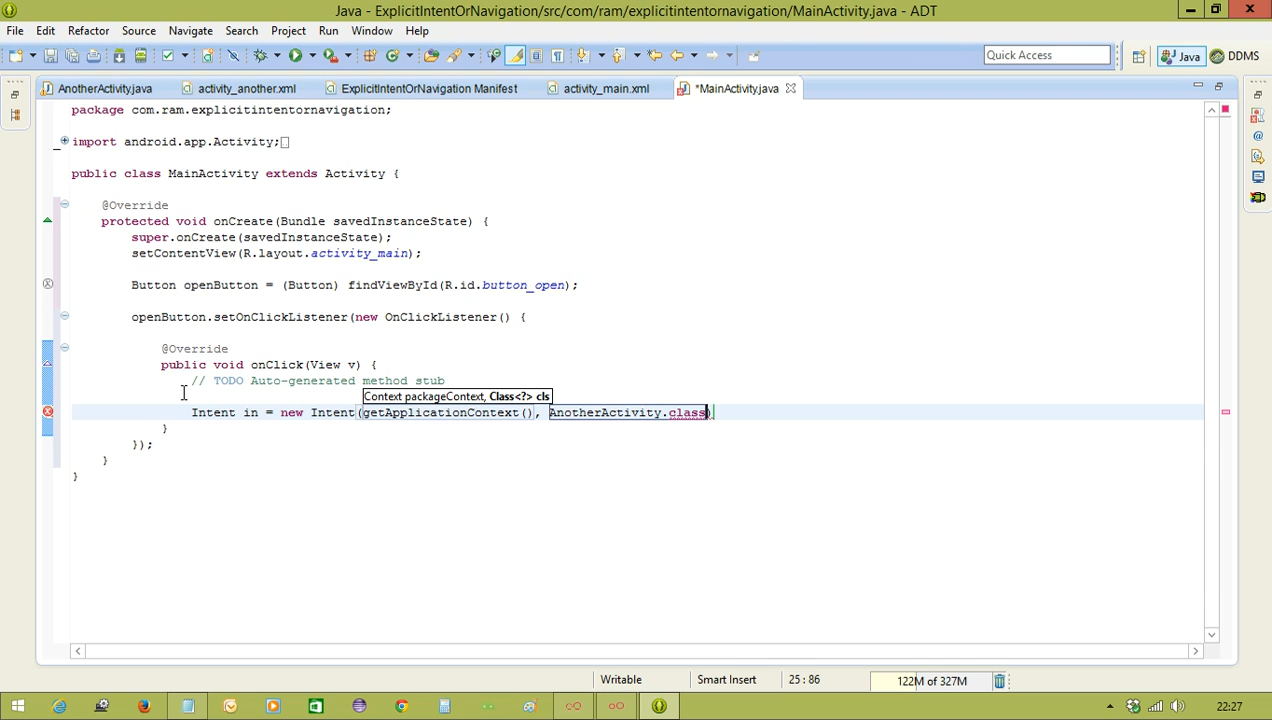 Java - ExplicitIntentOrNavigation/src/com/ram/explicitintentornavigation/MainActivity.java - ADT
File Edit Refactor Source Navigate Search Project Run Window Help
Quick Access Java DDMS
AnotherActivity.java activity_another.xml ExplicitIntentOrNavigation Manifest activity_main.xml *MainActivity.java
package com.ram.explicitintentornavigation;
import android.app.Activity;
public class MainActivity extends Activity {
@Override
protected void onCreate(Bundle savedInstanceState) {
super.onCreate(savedInstanceState);
setContentView(R.layout.activity_main);
Button openButton = (Button) findViewById(R.id.button_open);
openButton.setOnClickListener(new OnClickListener() {
@Override
public void onClick(View v) {
// TODO Auto-generated method stub
Context packageContext, Class<?> cls
Intent in = new Intent(getApplicationContext(), AnotherActivity.class)
}
});
}
}
Writable Smart Insert 25 : 86 122M of 327M
22:27